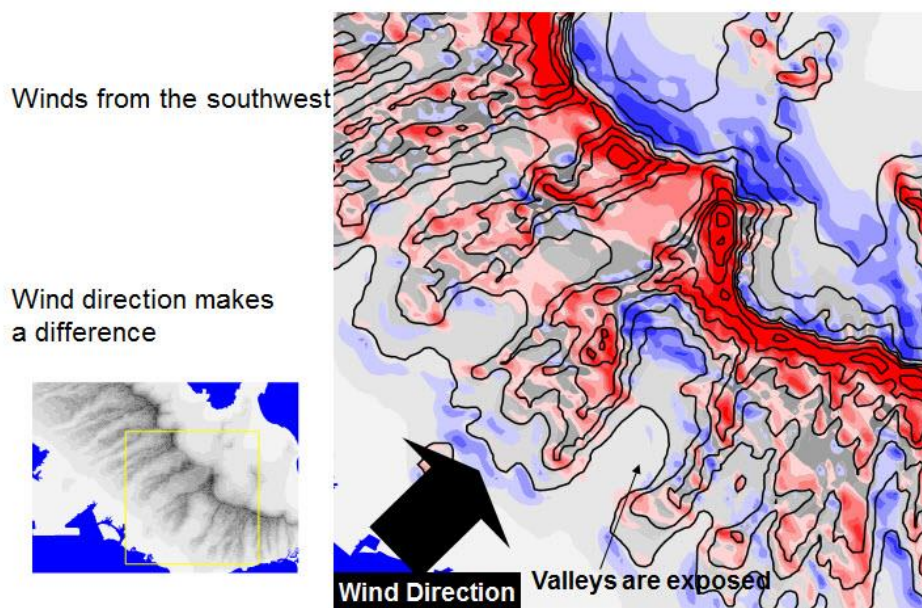 Winds from the southwest
Wind direction makes
a difference
Wind Direction
Valleys are exposed